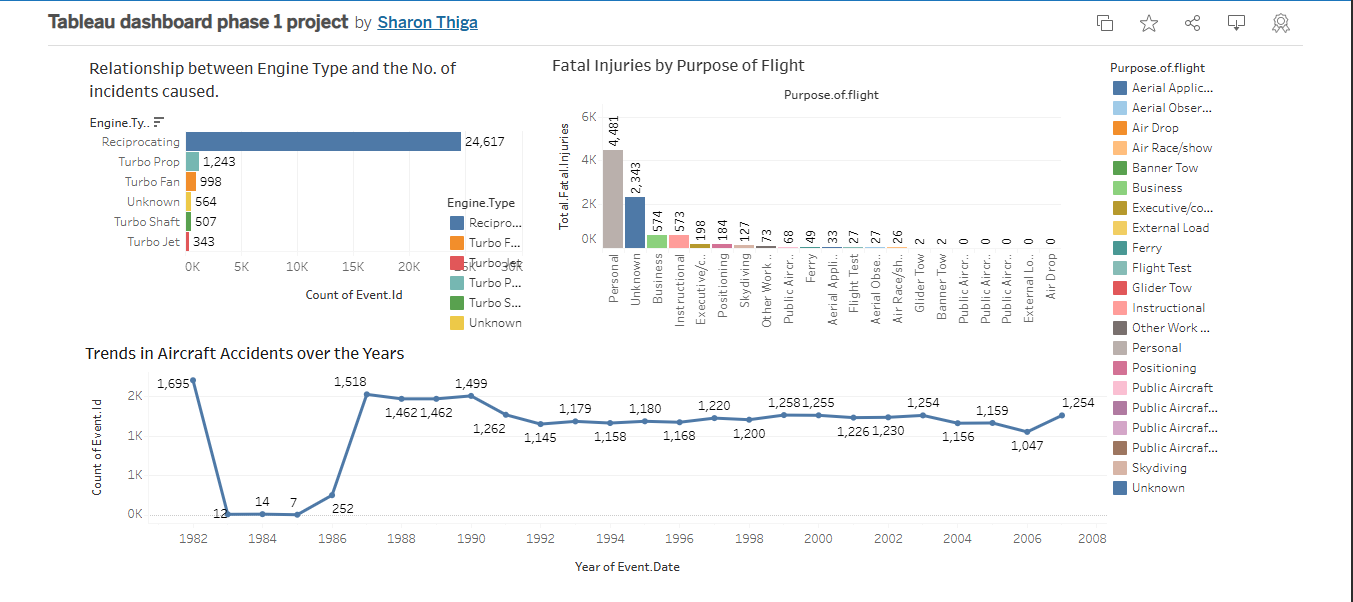 Tableau dashboard phase 1 project by Sharon Thiga
Relationship between Engine Type and the No. of
incidents caused.
Engine.Ty..
Reciprocating 24,617
Turbo Prop 1,243
Turbo Fan 998
Unknown 564
Turbo Shaft 507
Turbo Jet 343
0K 5K 10K 15K 20K 25K 30K
Count of Event.Id
Engine.Type
Recipro...
Turbo F...
Turbo Jet
Turbo P...
Turbo S...
Unknown
Fatal Injuries by Purpose of Flight
Purpose.of.flight
Total.Fatal.Injuries
6K
4K
2K
0K
4,481 2,343 574 573 198 184 127 73 68 49 33 27 27 26 2 2 0 0 0 0 0
Personal
Unknown
Business
Instructional
Executive/c..
Positioning
Skydiving
Other Work ..
Public Aircr..
Ferry
Aerial Appli..
Flight Test
Aerial Obse..
Air Race/sh..
Glider Tow
Banner Tow
Public Aircr..
Public Aircr..
Public Aircr..
External Lo..
Air Drop
Purpose.of.flight
Aerial Applic...
Aerial Obser...
Air Drop
Air Race/show
Banner Tow
Business
Executive/co...
External Load
Ferry
Flight Test
Glider Tow
Instructional
Other Work ...
Personal
Positioning
Public Aircraft
Public Aircraf...
Public Aircraf...
Public Aircraf...
Skydiving
Unknown
Trends in Aircraft Accidents over the Years
Count of Event.Id
2K
1K
1K
0K
1,695 12 14 7 252 1,518 1,462 1,462 1,499 1,262 1,145 1,179 1,158 1,180 1,168 1,220 1,200 1,258 1,255 1,226 1,230 1,254 1,156 1,159 1,047 1,254
1982 1984 1986 1988 1990 1992 1994 1996 1998 2000 2002 2004 2006 2008
Year of Event.Date